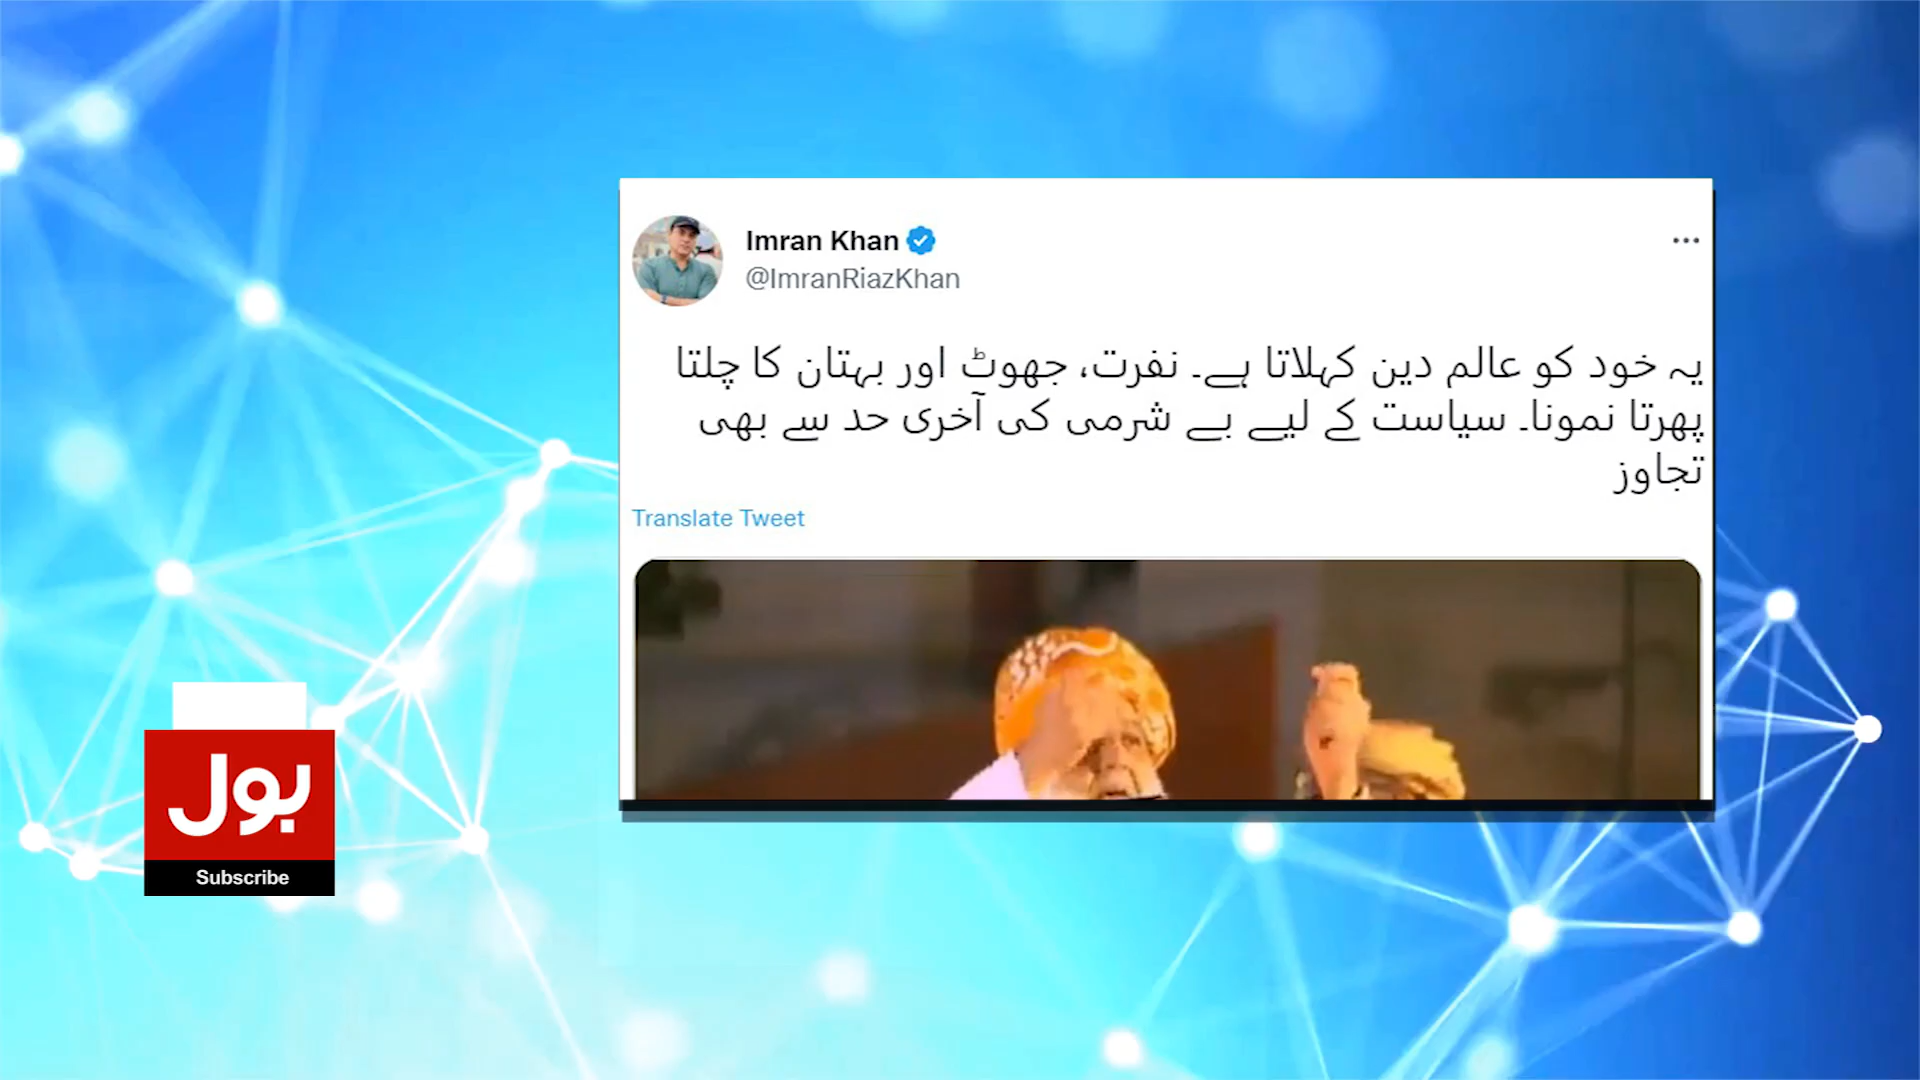 Imran Khan
@ImranRiazKhan
یہ خود کو عالم دین کہلاتا ہے۔ نفرت، جھوٹ اور بہتان کا چلتا
پھرتا نمونا۔ سیاست کے لیے بے شرمی کی آخری حد سے بھی
تجاوز
Translate Tweet
بول
Subscribe